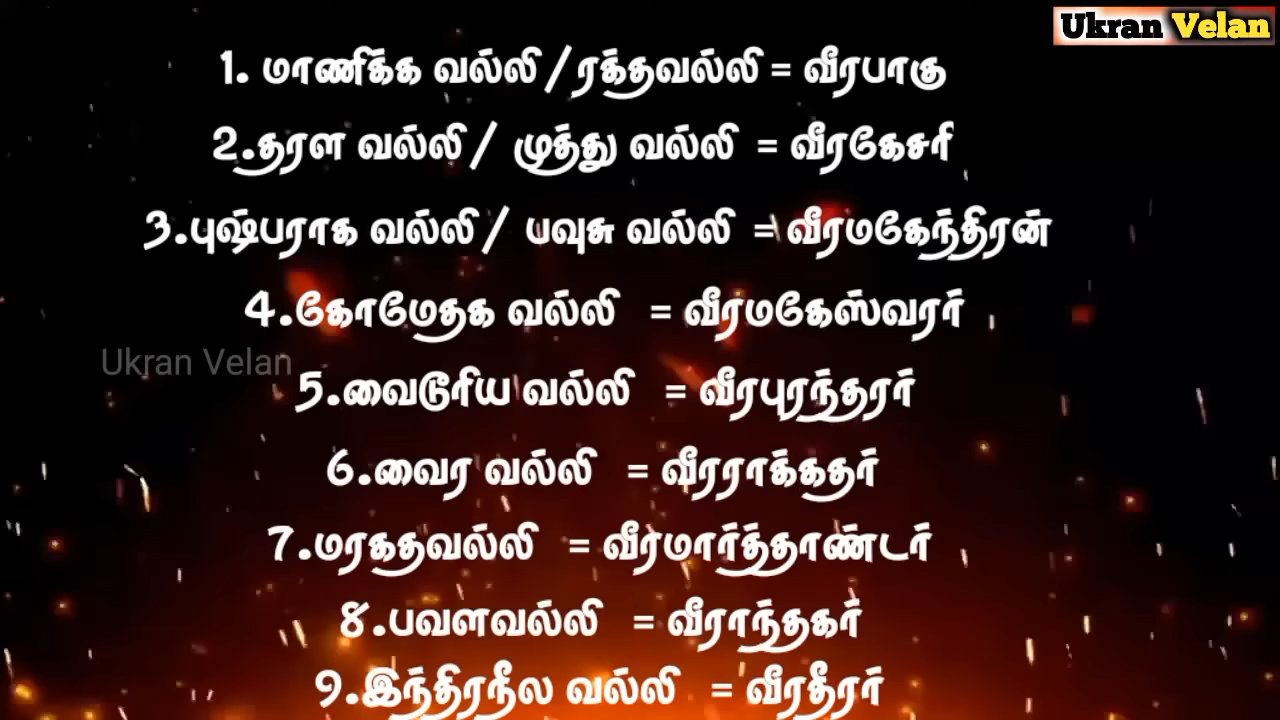 Ukran Velan
1. மாணிக்க வல்லி / ரக்தவல்லி = வீரபாகு
2.தரள வல்லி / முத்து வல்லி = வீரகேசரி
3.புஷ்பராக வல்லி / பவுசு வல்லி = வீரமகேந்திரன்
4.கோமேதக வல்லி = வீரமகேஸ்வரர்
Ukran Velan
5.வைடூரிய வல்லி = வீரபுரந்தரர்
6.வைர வல்லி = வீரராக்கதர்
7.மரகதவல்லி = வீரமார்த்தாண்டர்
8.பவளவல்லி = வீராந்தகர்
9.இந்திரநீல வல்லி = வீரதீரர்